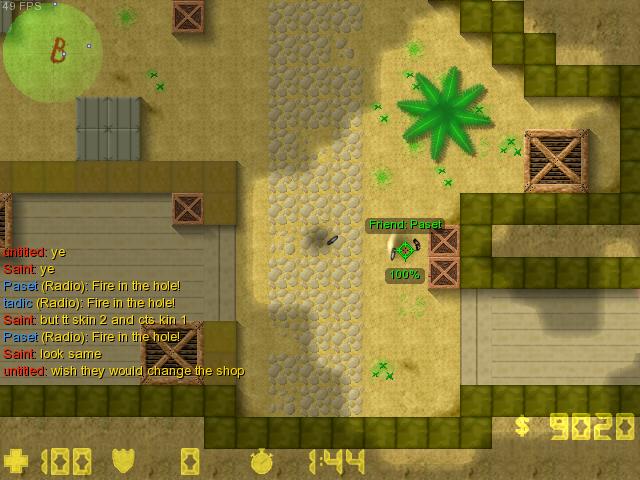 49 FPS
B
Friend: Paset
100%
untitled: ye
Saint: ye
Paset (Radio): Fire in the hole!
tadic (Radio): Fire in the hole!
Saint: but tt skin 2 and cts kin 1
Paset (Radio): Fire in the hole!
Saint: look same
untitled: wish they would change the shop
$ 9020
100 0 1:44